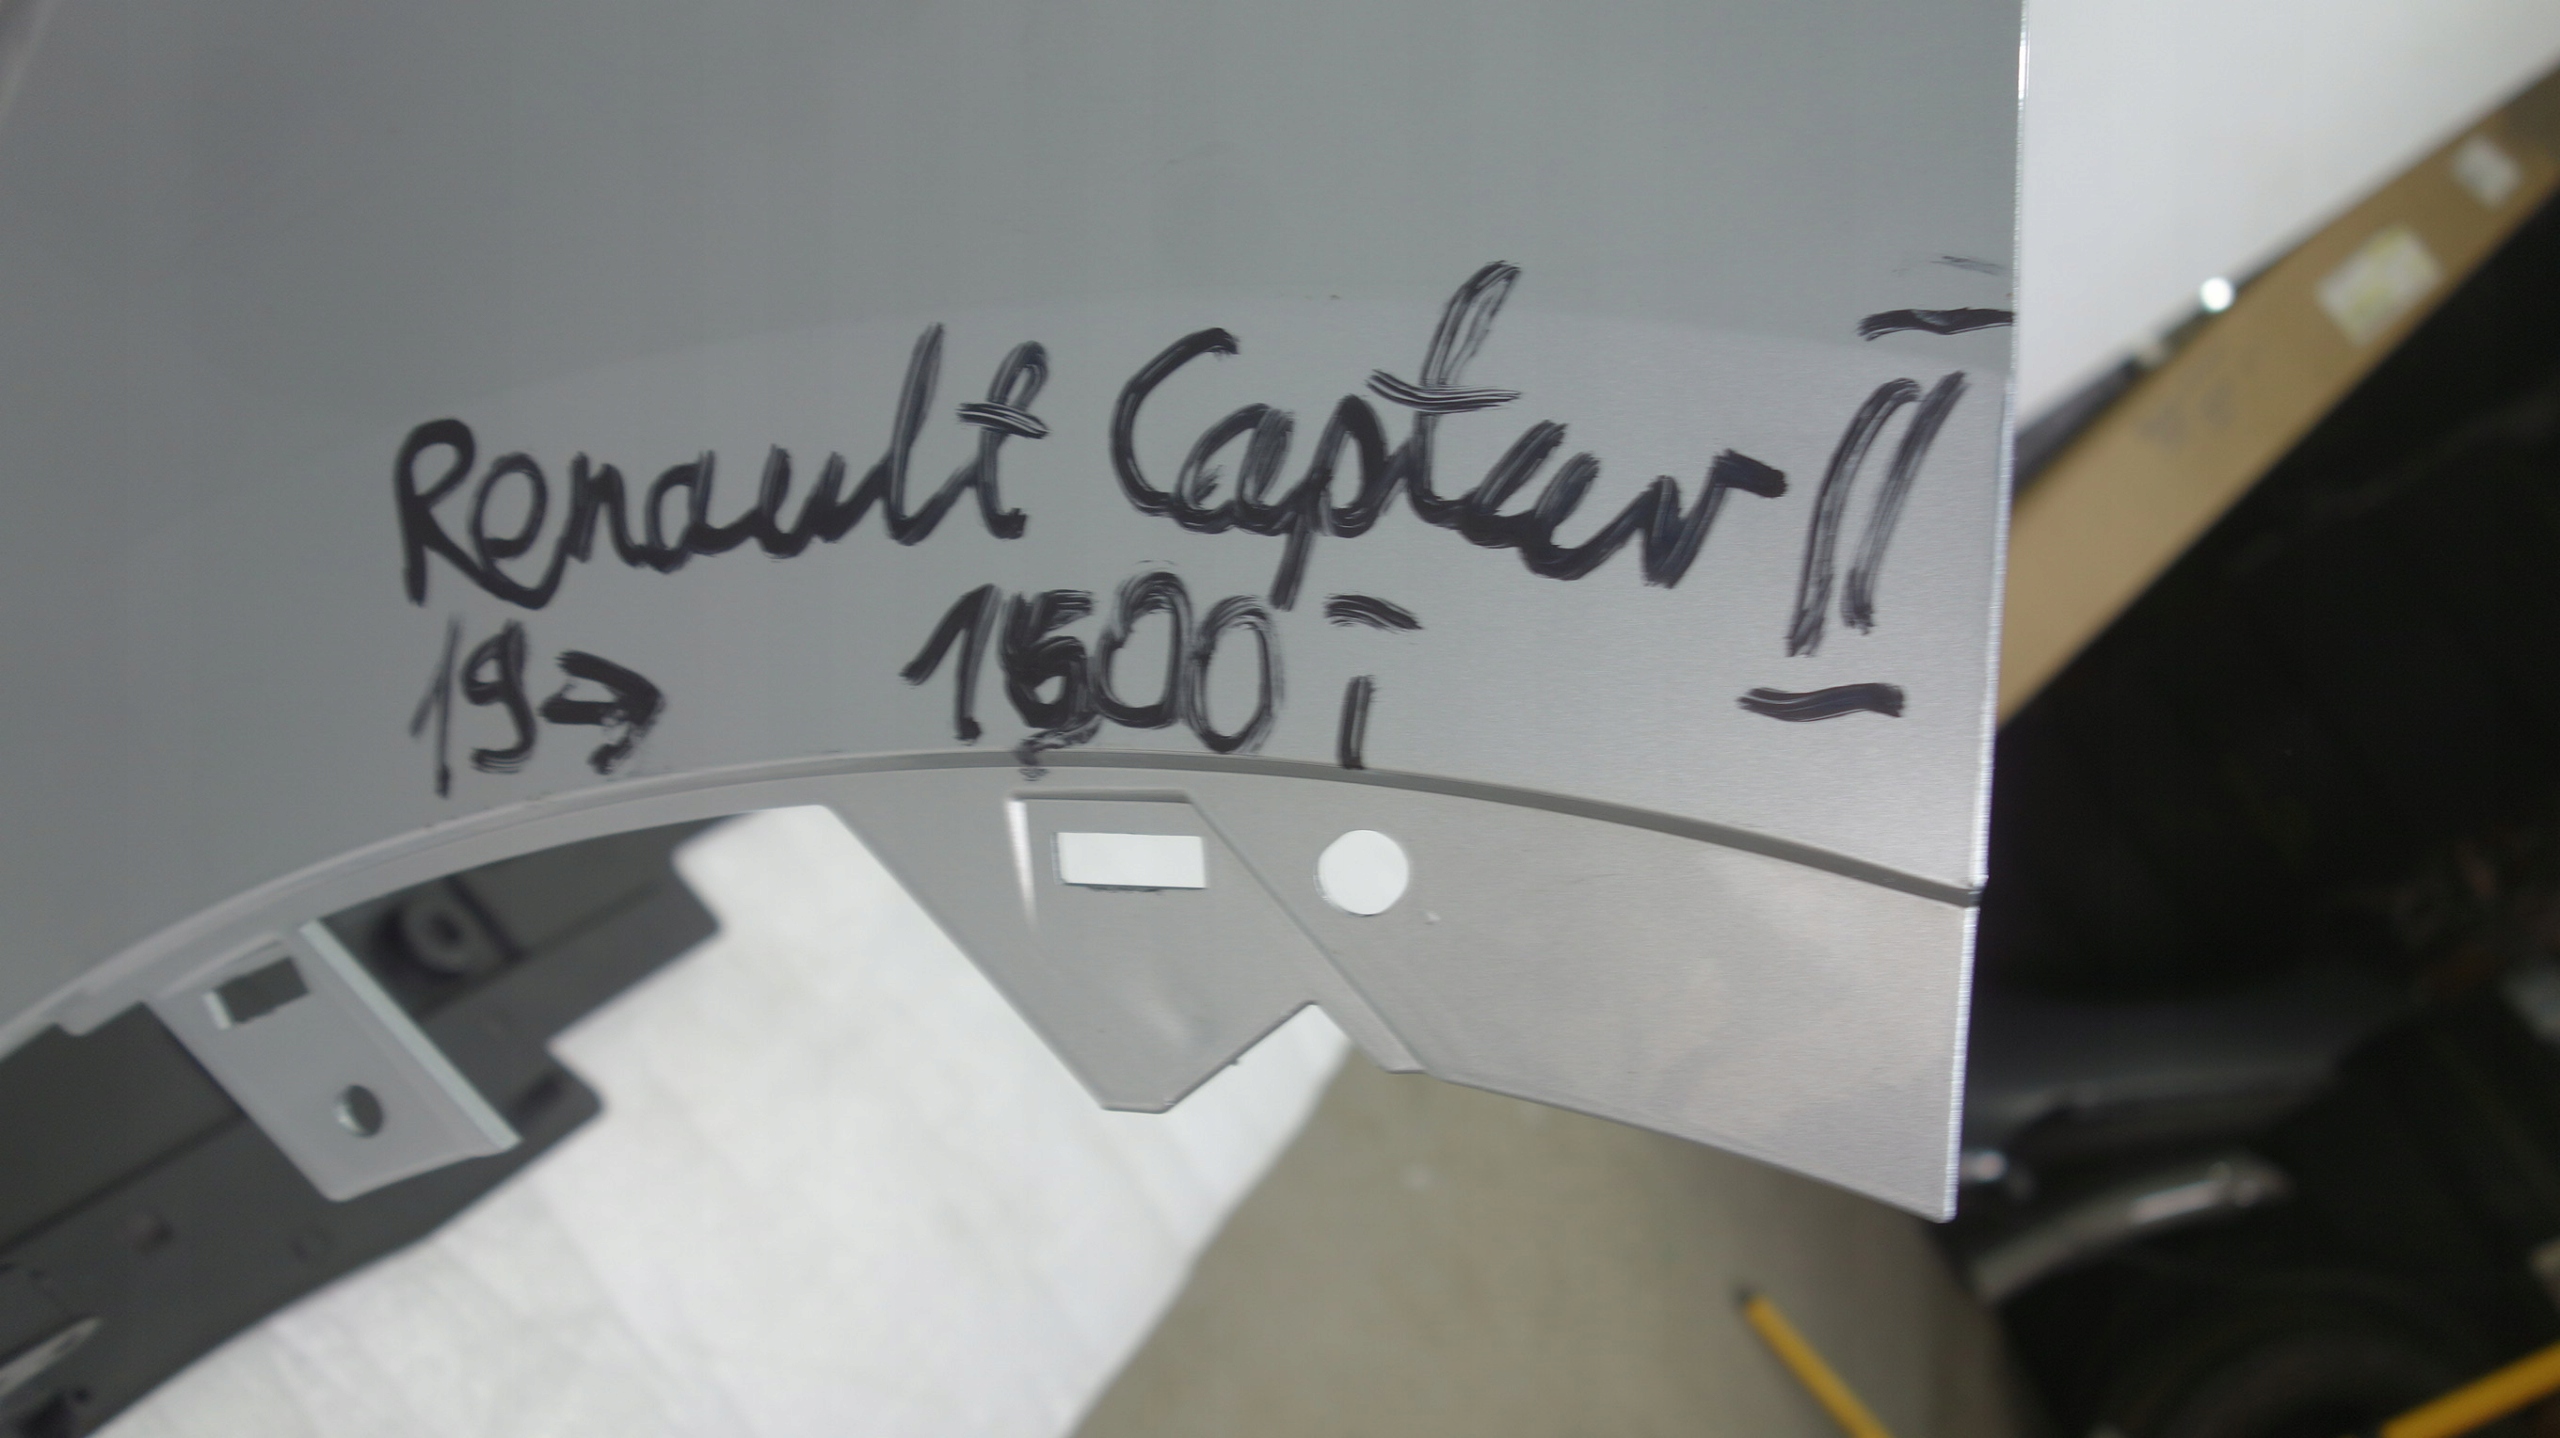 Renault Captur II
19→ 1500 i